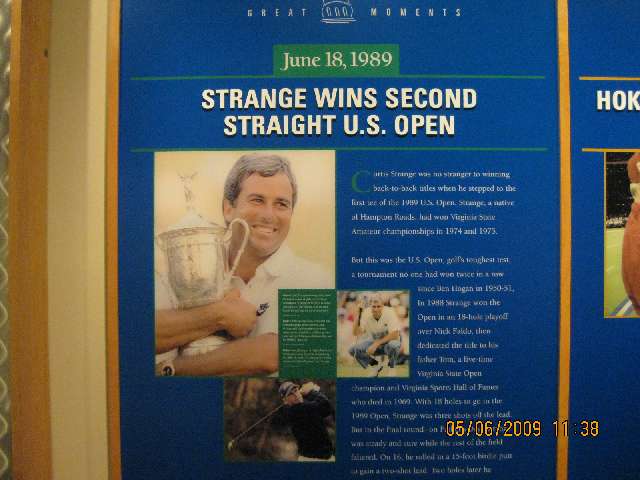 GREAT MOMENTS
June 18, 1989
STRANGE WINS SECOND
STRAIGHT U.S. OPEN
HOK
Curtis Strange was no stranger to winning
back-to-back titles when he stepped to the
first tee of the 1989 U.S. Open. Strange, a native
of Hampton Roads, had won Virginia State
Amateur championships in 1974 and 1975.
But this was the U.S. Open, golf's toughest test,
a tournament no one had won twice in a row
since Ben Hogan in 1950-51.
In 1988 Strange won the
Open in an 18-hole playoff
over Nick Faldo, then
dedicated the title to his
father Tom, a five-time
Virginia State Open
champion and Virginia Sports Hall of Famer
who died in 1969. With 18 holes to go in the
1989 Open, Strange was three shots off the lead.
But in the final round- on
was steady and sure while the rest of the field
faltered. On 16, he rolled in a 15-foot birdie putt
to gain a two-shot lead. Two holes later he
05/06/2009 11:38